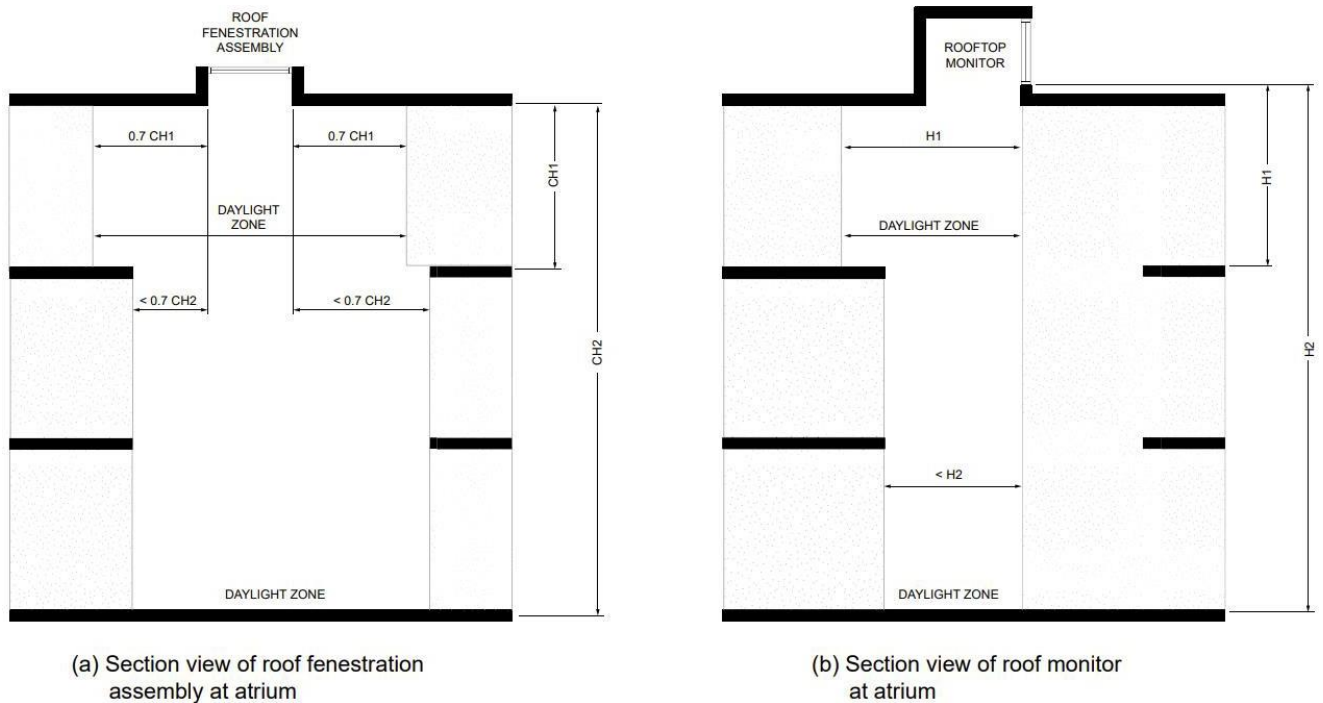 ROOF
FENESTRATION
ASSEMBLY
0.7 CH1
0.7 CH1
CH1
DAYLIGHT
ZONE
< 0.7 CH2
< 0.7 CH2
CH2
DAYLIGHT ZONE
(a) Section view of roof fenestration
assembly at atrium
ROOFTOP
MONITOR
H1
H1
DAYLIGHT ZONE
H2
< H2
DAYLIGHT ZONE
(b) Section view of roof monitor
at atrium